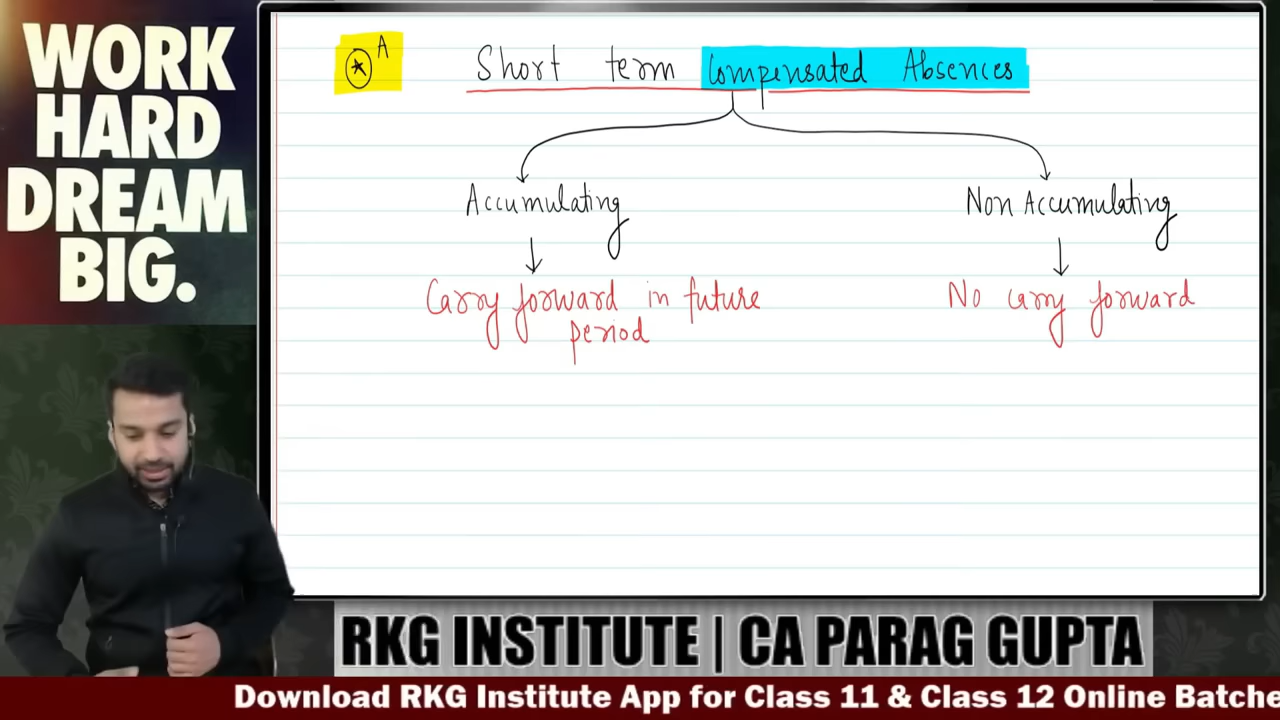 WORK
HARD
DREAM
BIG.
A
Short term Compensated Absences
Accumulating
Non Accumulating
Carry forward in future
period
No carry forward
RKG INSTITUTE | CA PARAG GUPTA
Download RKG Institute App for Class 11 & Class 12 Online Batche